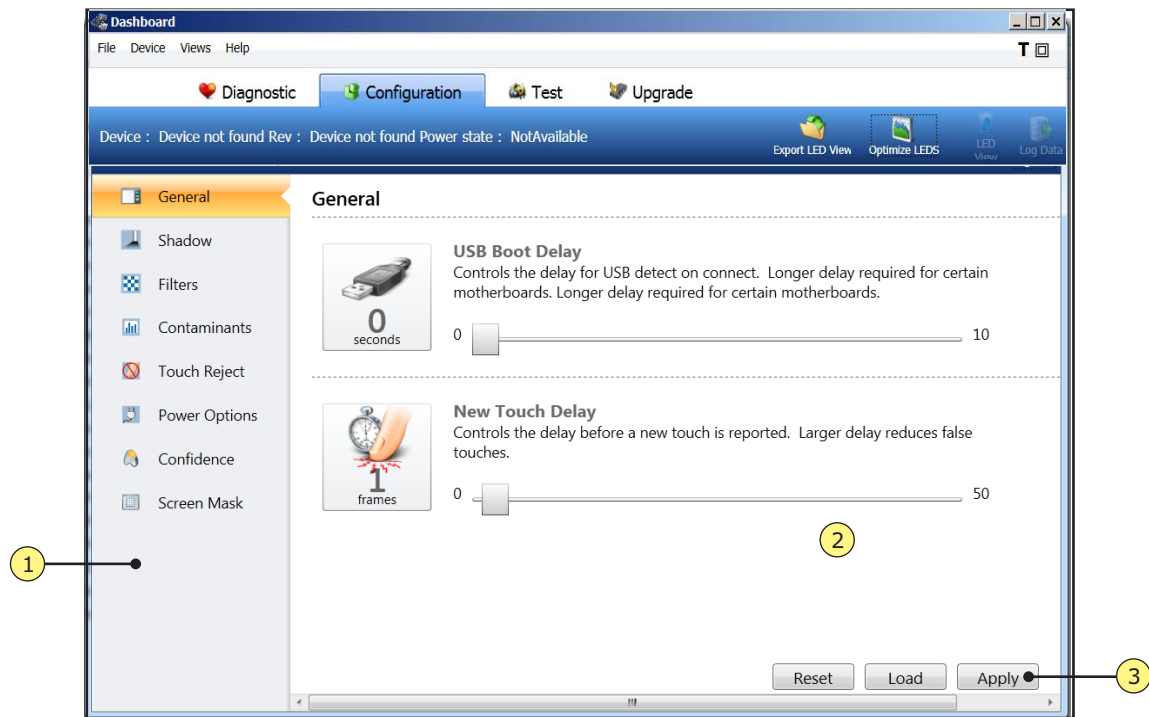 Dashboard
File Device Views Help
T
Diagnostic Configuration Test Upgrade
Device : Device not found Rev : Device not found Power state : NotAvailable
Export LED View Optimize LEDS LED View Log Data
General
Shadow
Filters
Contaminants
Touch Reject
Power Options
Confidence
Screen Mask
General
USB Boot Delay
Controls the delay for USB detect on connect. Longer delay required for certain
motherboards. Longer delay required for certain motherboards.
0
seconds
0 10
New Touch Delay
Controls the delay before a new touch is reported. Larger delay reduces false
touches.
1
frames
0 50
1
2
Reset Load Apply
3